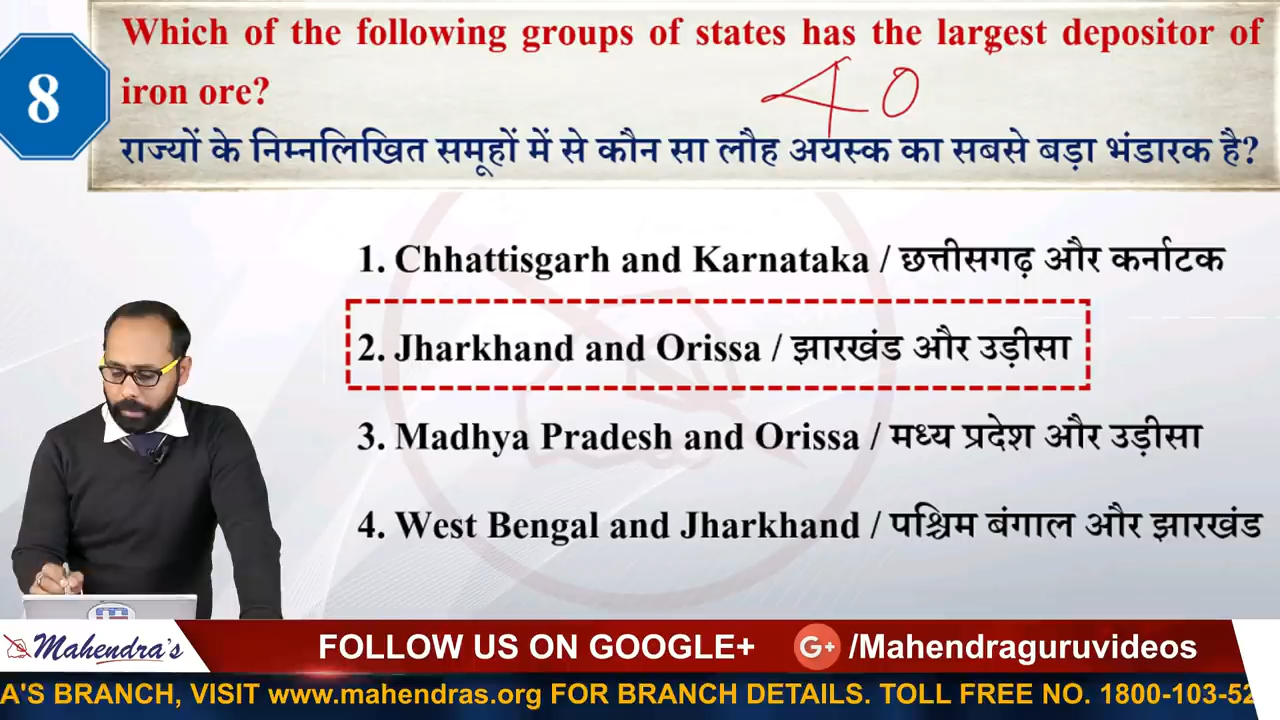 Which of the following groups of states has the largest depositor of
iron ore?
40
राज्यों के निम्नलिखित समूहों में से कौन सा लौह अयस्क का सबसे बड़ा भंडारक है?
8
1. Chhattisgarh and Karnataka / छत्तीसगढ़ और कर्नाटक
2. Jharkhand and Orissa / झारखंड और उड़ीसा
3. Madhya Pradesh and Orissa / मध्य प्रदेश और उड़ीसा
4. West Bengal and Jharkhand / पश्चिम बंगाल और झारखंड
Mahendra's
FOLLOW US ON GOOGLE+ G+ /Mahendraguruvideos
A'S BRANCH, VISIT www.mahendras.org FOR BRANCH DETAILS. TOLL FREE NO. 1800-103-52